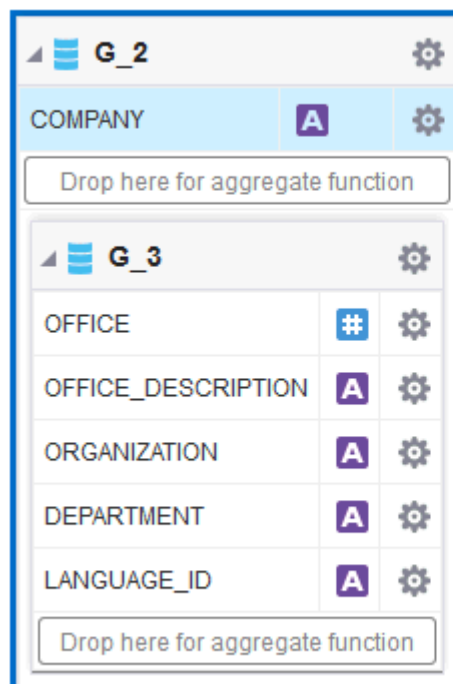 G_2
COMPANY A
Drop here for aggregate function
G_3
OFFICE #
OFFICE_DESCRIPTION A
ORGANIZATION A
DEPARTMENT A
LANGUAGE_ID A
Drop here for aggregate function